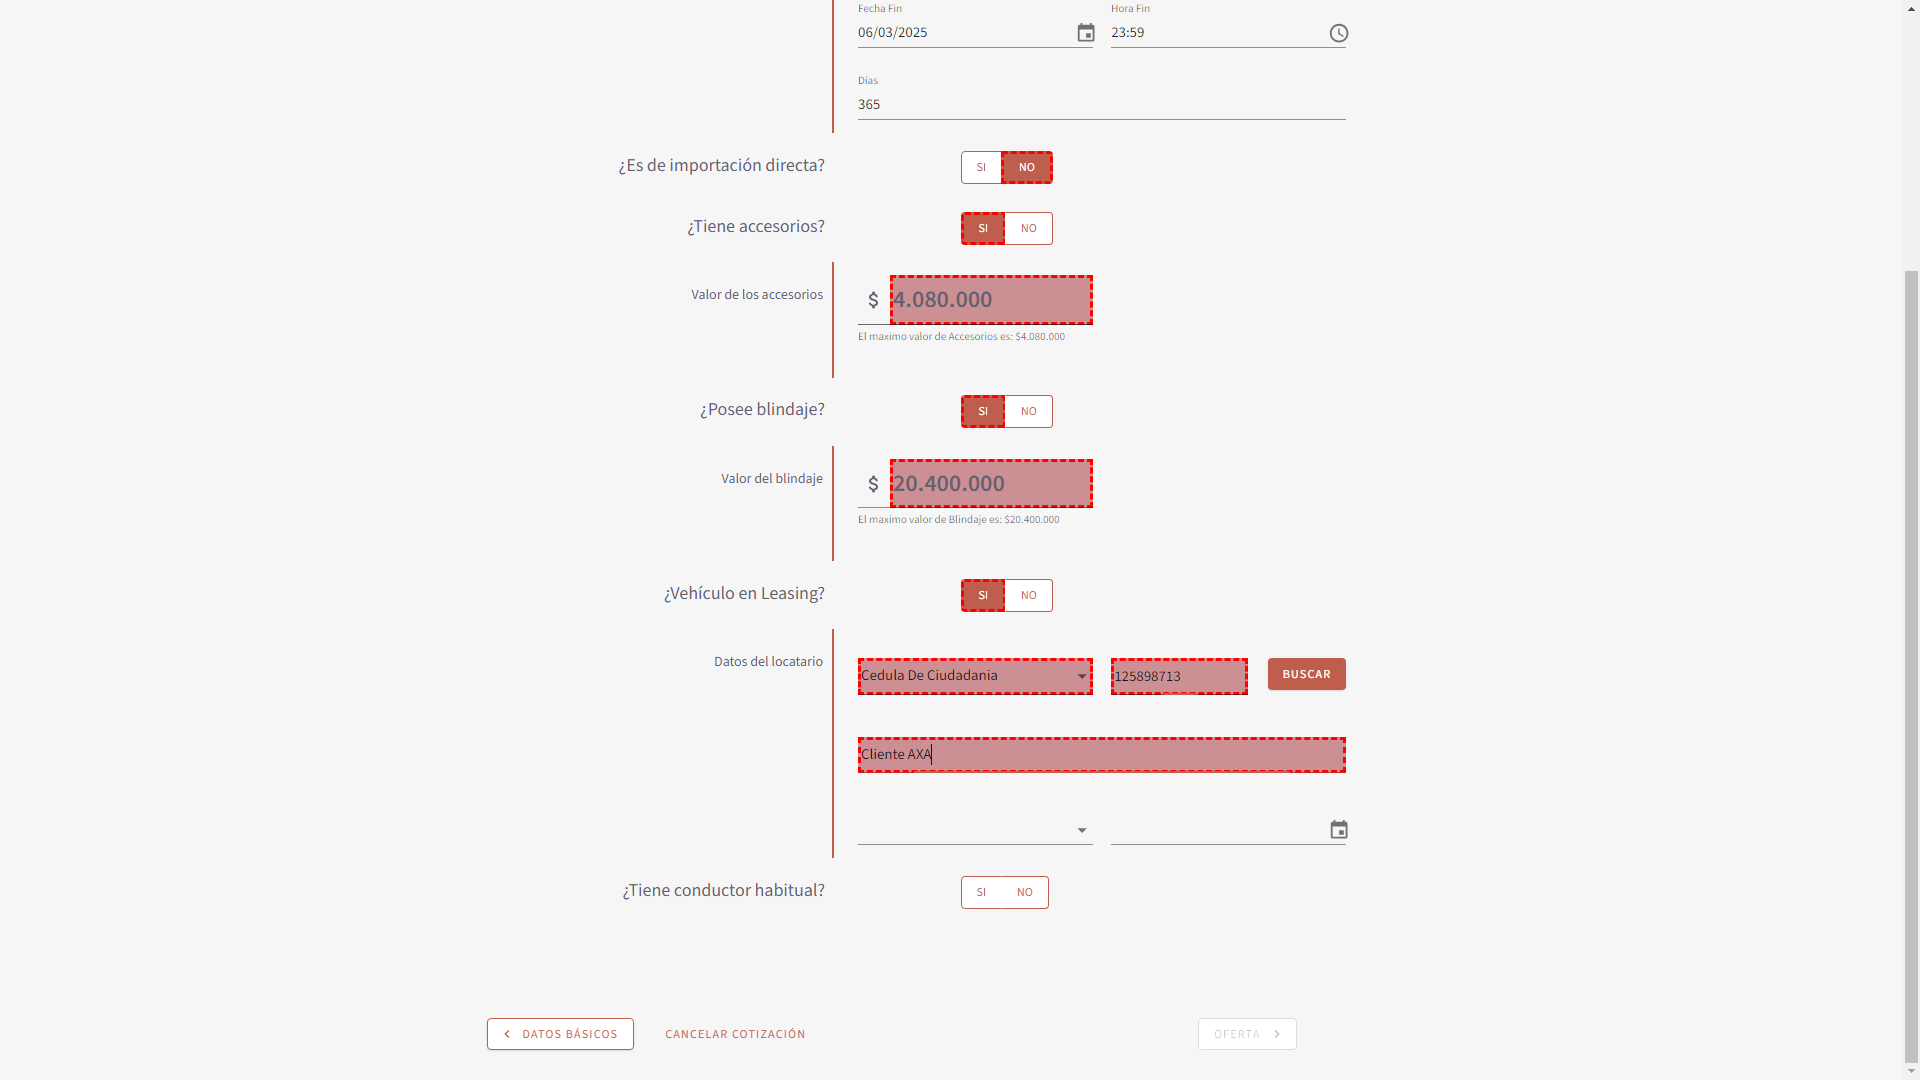 Fecha Fin
Hora Fin
06/03/2025
23:59
Días
365
¿Es de importación directa?
SI
NO
¿Tiene accesorios?
SI
NO
Valor de los accesorios
$
4.080.000
El maximo valor de Accesorios es: $4.080.000
¿Posee blindaje?
SI
NO
Valor del blindaje
$
20.400.000
El maximo valor de Blindaje es: $20.400.000
¿Vehículo en Leasing?
SI
NO
Datos del locatario
Cedula De Ciudadania
125898713
BUSCAR
Cliente AXA
¿Tiene conductor habitual?
SI
NO
DATOS BÁSICOS
CANCELAR COTIZACIÓN
OFERTA